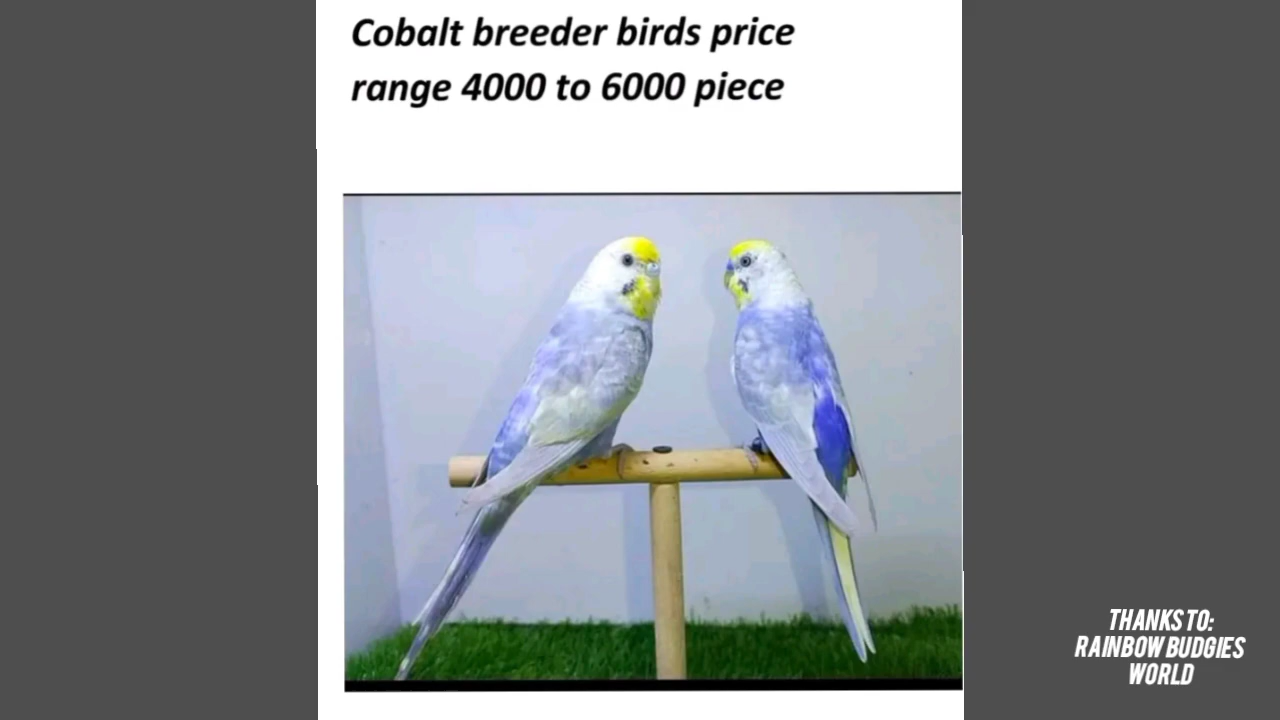 Cobalt breeder birds price
range 4000 to 6000 piece
THANKS TO:
RAINBOW BUDGIES
WORLD